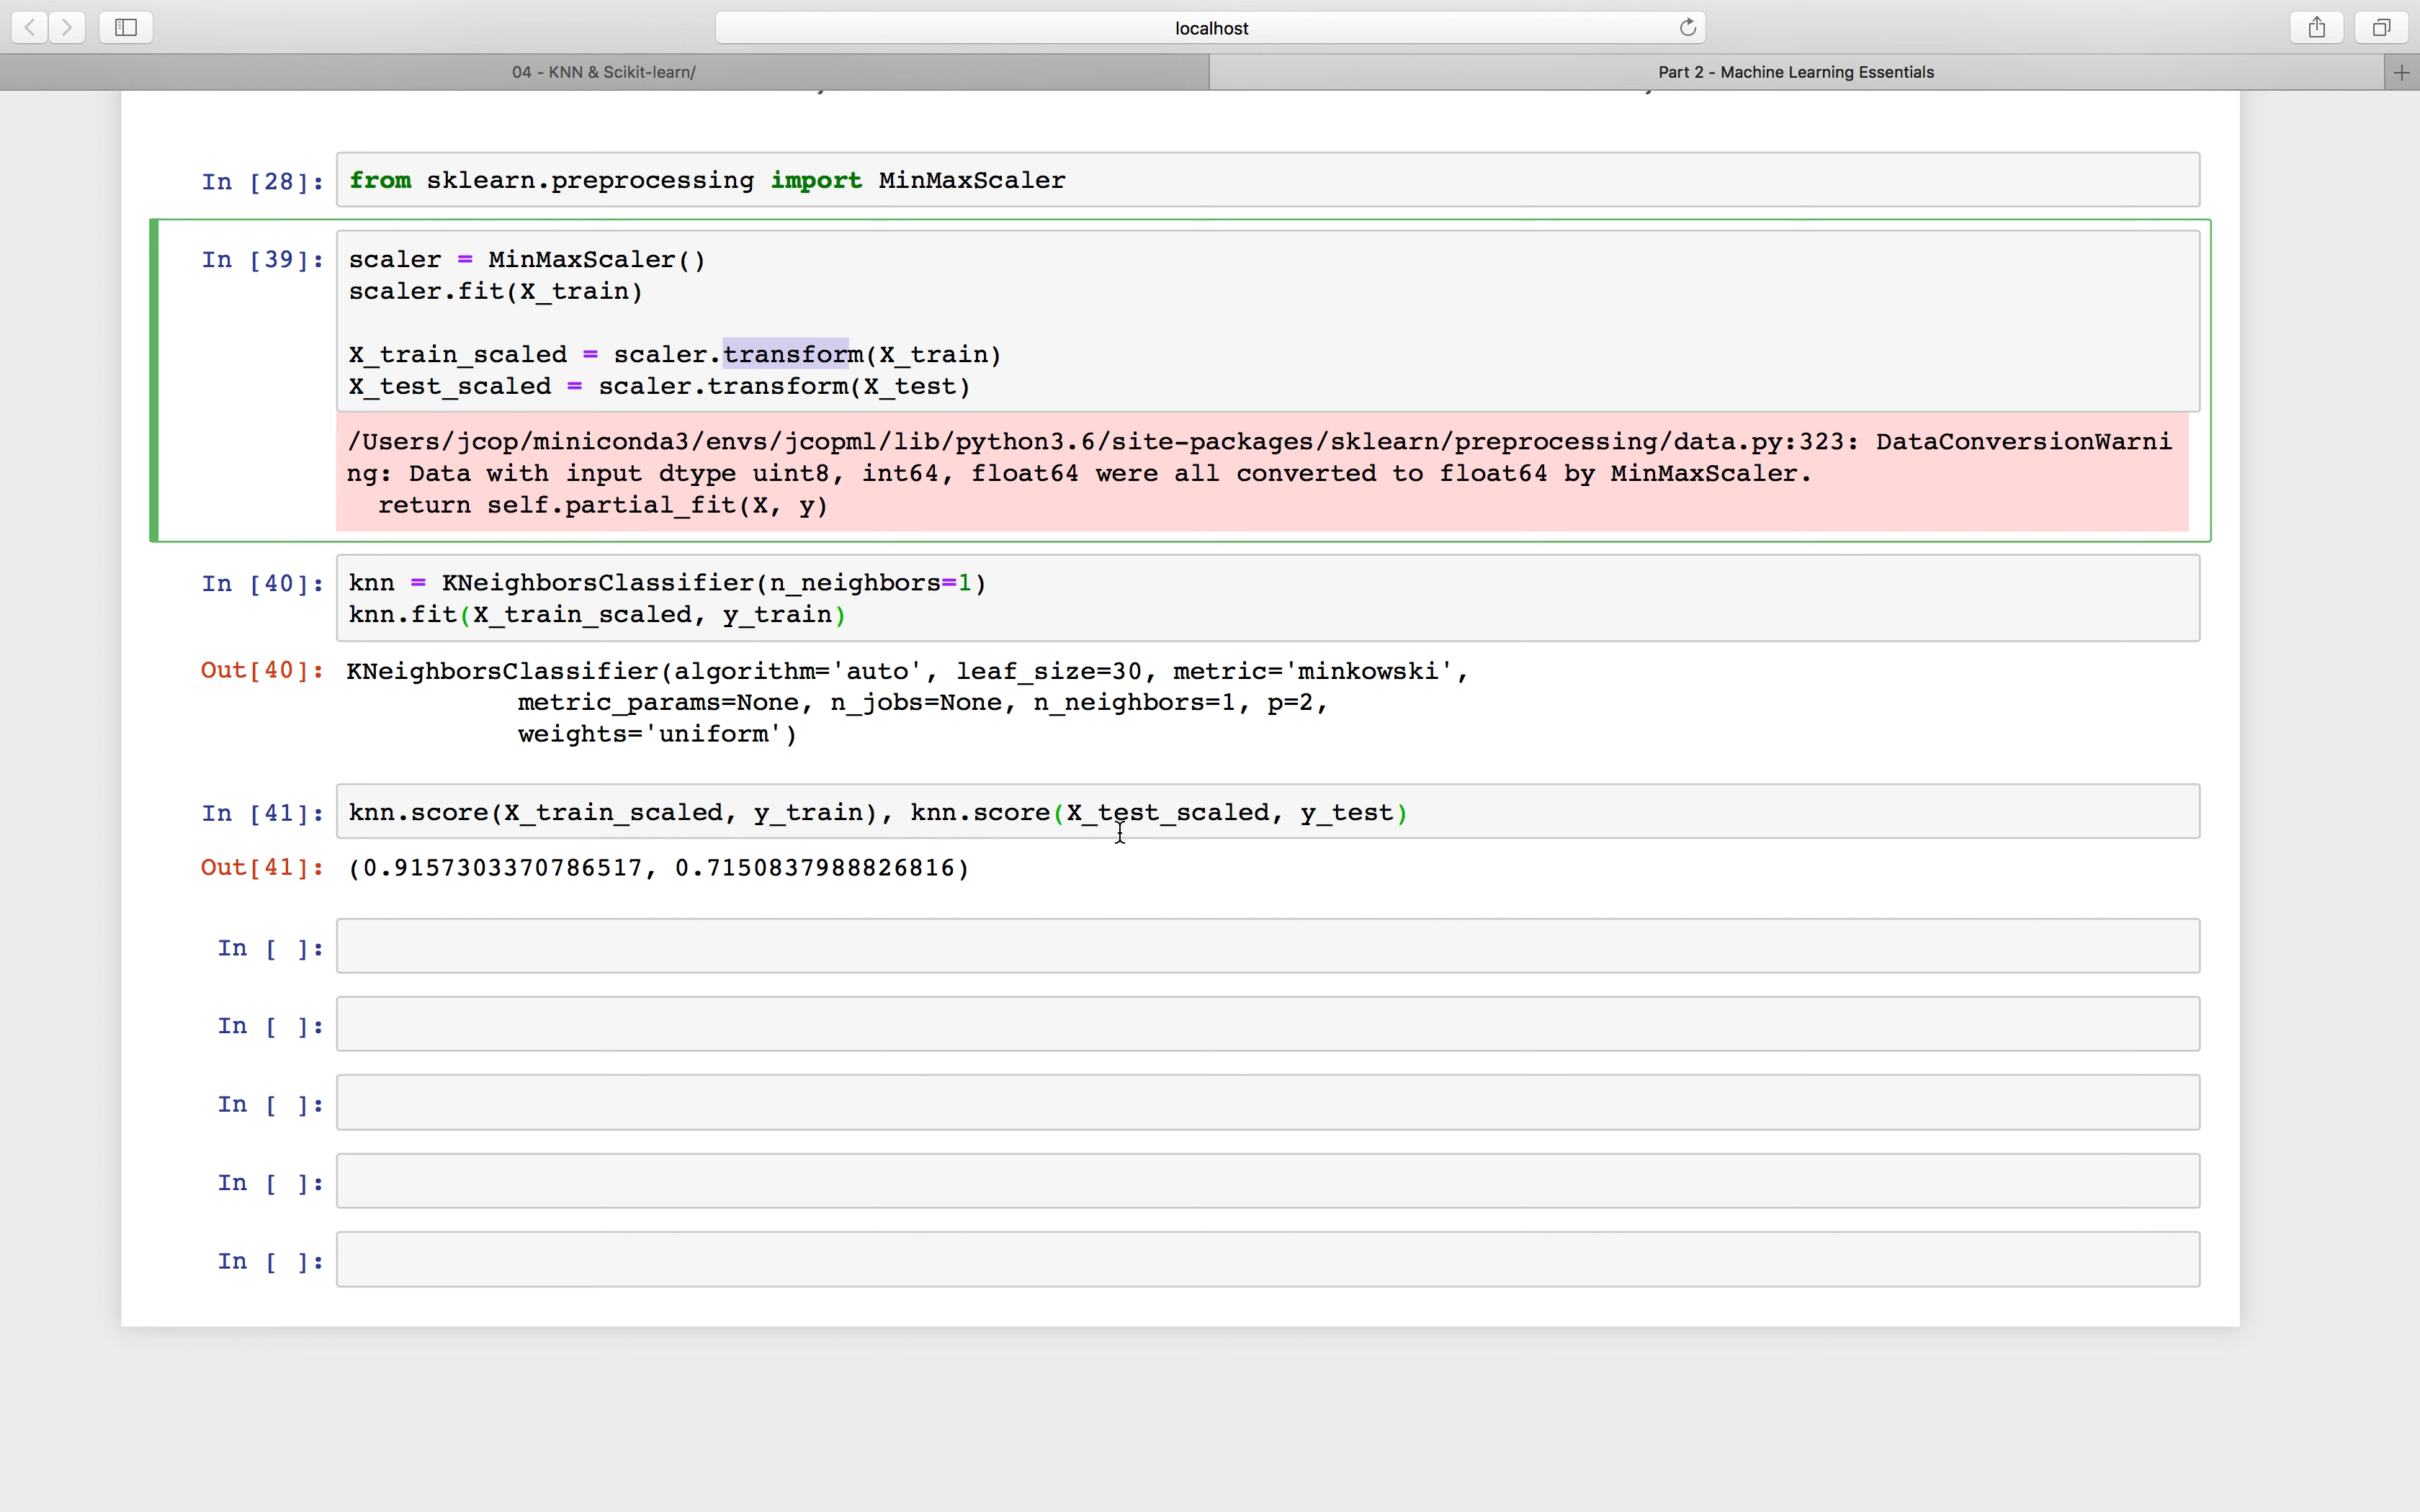 localhost
04 - KNN & Scikit-learn/
Part 2 - Machine Learning Essentials
In [28]: from sklearn.preprocessing import MinMaxScaler
In [39]: scaler = MinMaxScaler()
scaler.fit(X_train)
X_train_scaled = scaler.transform(X_train)
X_test_scaled = scaler.transform(X_test)
/Users/jcop/miniconda3/envs/jcopml/lib/python3.6/site-packages/sklearn/preprocessing/data.py:323: DataConversionWarni
ng: Data with input dtype uint8, int64, float64 were all converted to float64 by MinMaxScaler.
return self.partial_fit(X, y)
In [40]: knn = KNeighborsClassifier(n_neighbors=1)
knn.fit(X_train_scaled, y_train)
Out[40]: KNeighborsClassifier(algorithm='auto', leaf_size=30, metric='minkowski',
metric_params=None, n_jobs=None, n_neighbors=1, p=2,
weights='uniform')
In [41]: knn.score(X_train_scaled, y_train), knn.score(X_test_scaled, y_test)
Out[41]: (0.9157303370786517, 0.7150837988826816)
In [ ]:
In [ ]:
In [ ]:
In [ ]:
In [ ]: